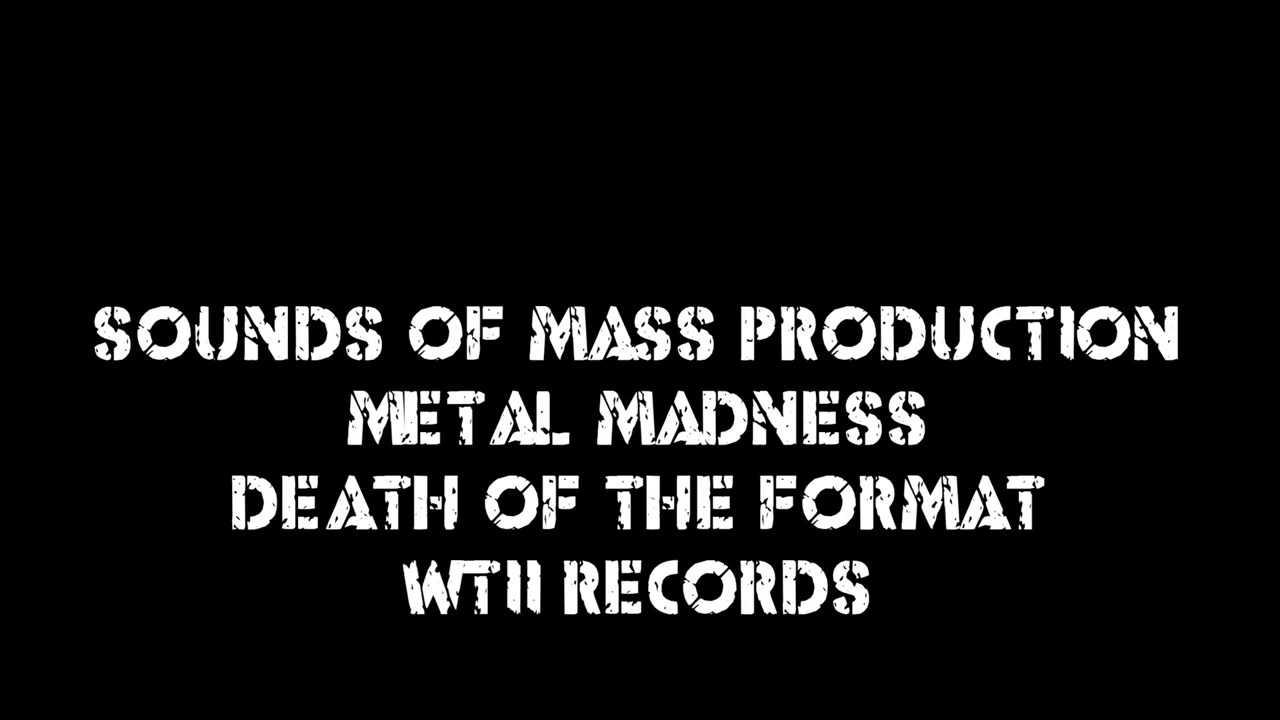 SOUNDS OF MASS PRODUCTION
METAL MADNESS
DEATH OF THE FORMAT
WTII RECORDS